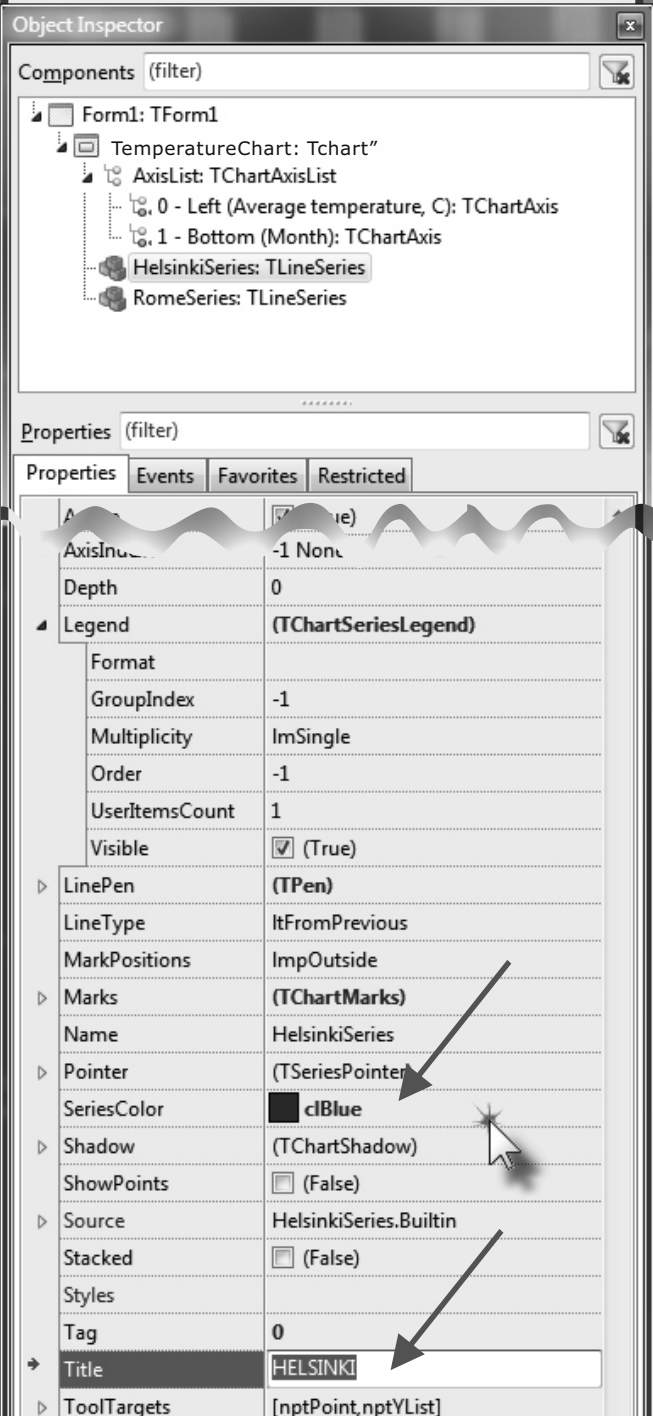 Object Inspector
Components (filter)
Form1: TForm1
TemperatureChart: Tchart”
AxisList: TChartAxisList
0 - Left (Average temperature, C): TChartAxis
1 - Bottom (Month): TChartAxis
HelsinkiSeries: TLineSeries
RomeSeries: TLineSeries
Properties (filter)
Properties Events Favorites Restricted
-1
Depth 0
Legend (TChartSeriesLegend)
Format
GroupIndex -1
Multiplicity lmSingle
Order -1
UserItemsCount 1
Visible (True)
LinePen (TPen)
LineType ltFromPrevious
MarkPositions lmpOutside
Marks (TChartMarks)
Name HelsinkiSeries
Pointer (TSeriesPointer
SeriesColor clBlue
Shadow (TChartShadow)
ShowPoints (False)
Source HelsinkiSeries.Builtin
Stacked (False)
Styles
Tag 0
Title HELSINKI
ToolTargets [nptPoint,nptYList]